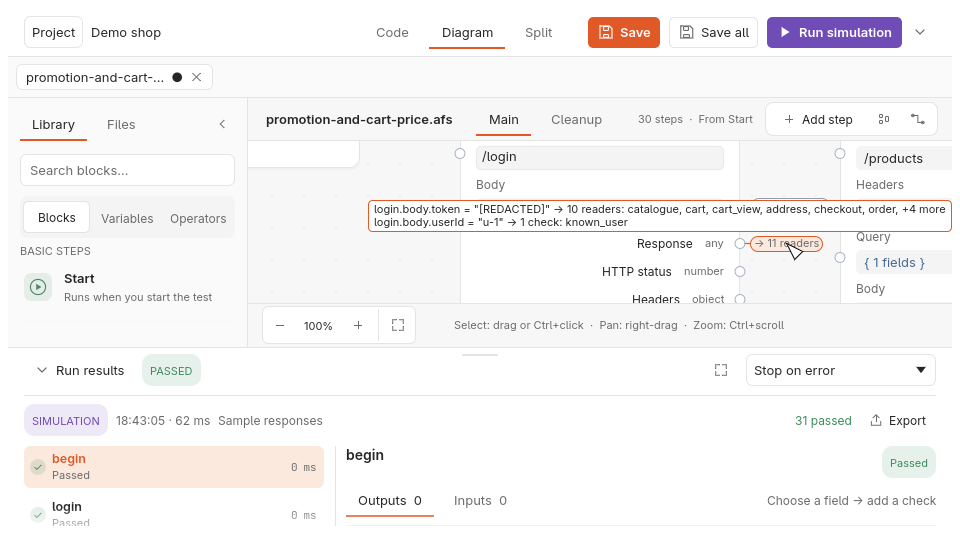 Project Demo shop Code Diagram Split Save Save all Run simulation
promotion-and-cart-...
Library Files
promotion-and-cart-price.afs Main Cleanup 30 steps · From Start Add step
Search blocks...
Blocks Variables Operators
BASIC STEPS
Start
Runs when you start the test
/login
Body
/products
Headers
login.body.token = "[REDACTED]" → 10 readers: catalogue, cart, cart_view, address, checkout, order, +4 more
login.body.userId = "u-1" → 1 check: known_user
Query
Response any → 11 readers
{ 1 fields }
HTTP status number
Body
Headers object
100%
Select: drag or Ctrl+click · Pan: right-drag · Zoom: Ctrl+scroll
Run results PASSED
Stop on error
SIMULATION 18:43:05 · 62 ms Sample responses
31 passed Export
begin
Passed
0 ms
login
Passed
0 ms
begin
Passed
Outputs 0 Inputs 0
Choose a field → add a check